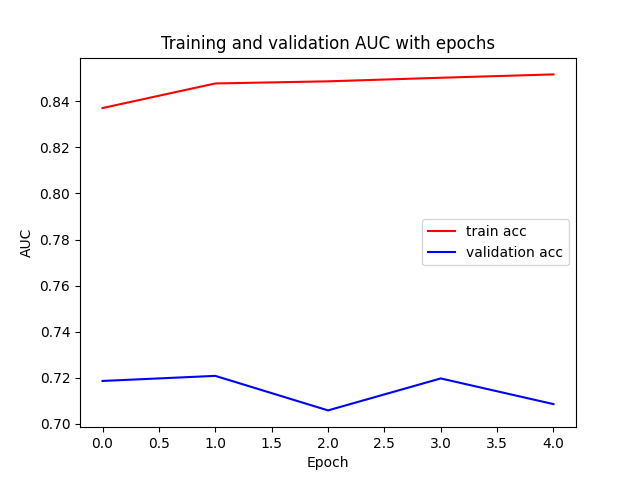 Training and validation AUC with epochs
0.84
0.82
0.80
0.78
0.76
0.74
0.72
0.70
AUC
train acc
validation acc
0.0 0.5 1.0 1.5 2.0 2.5 3.0 3.5 4.0
Epoch